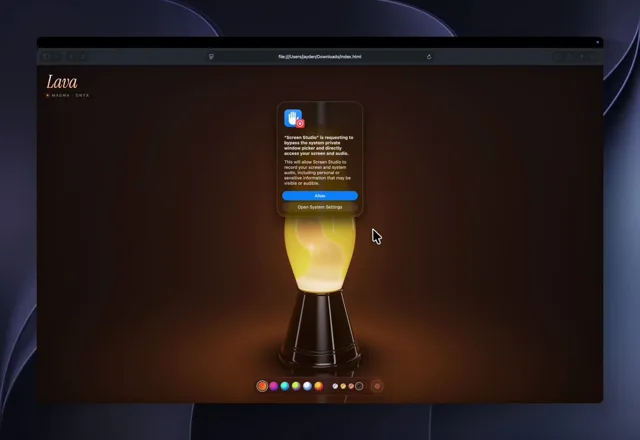 file:///Users/jayden/Downloads/index.html
Lava
MAGMA · ONYX
"Screen Studio" is requesting to
bypass the system private
window picker and directly
access your screen and audio.
This will allow Screen Studio to
record your screen and system
audio, including personal or
sensitive information that may be
visible or audible.
Allow
Open System Settings